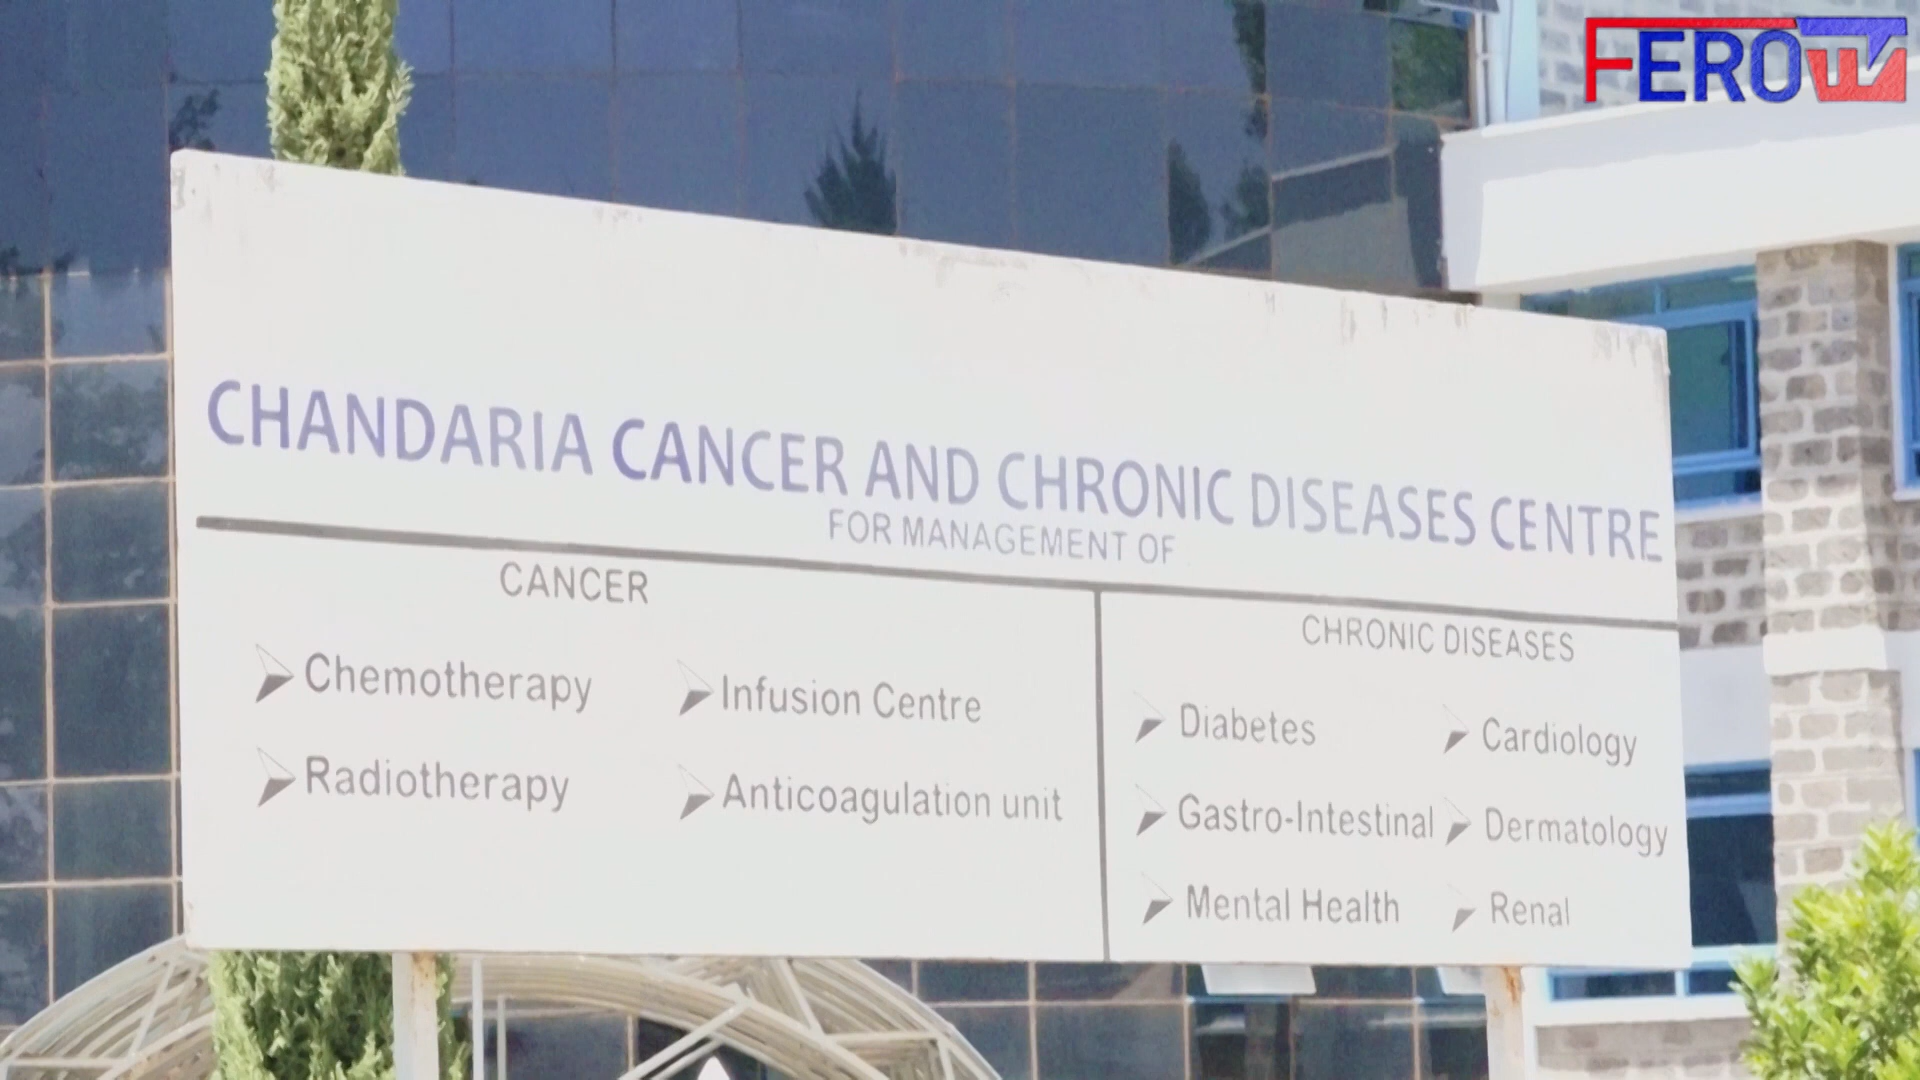 FEROTV
CHANDARIA CANCER AND CHRONIC DISEASES CENTRE
FOR MANAGEMENT OF
CANCER
Chemotherapy
Infusion Centre
Radiotherapy
Anticoagulation unit
CHRONIC DISEASES
Diabetes
Cardiology
Gastro-Intestinal
Dermatology
Mental Health
Renal